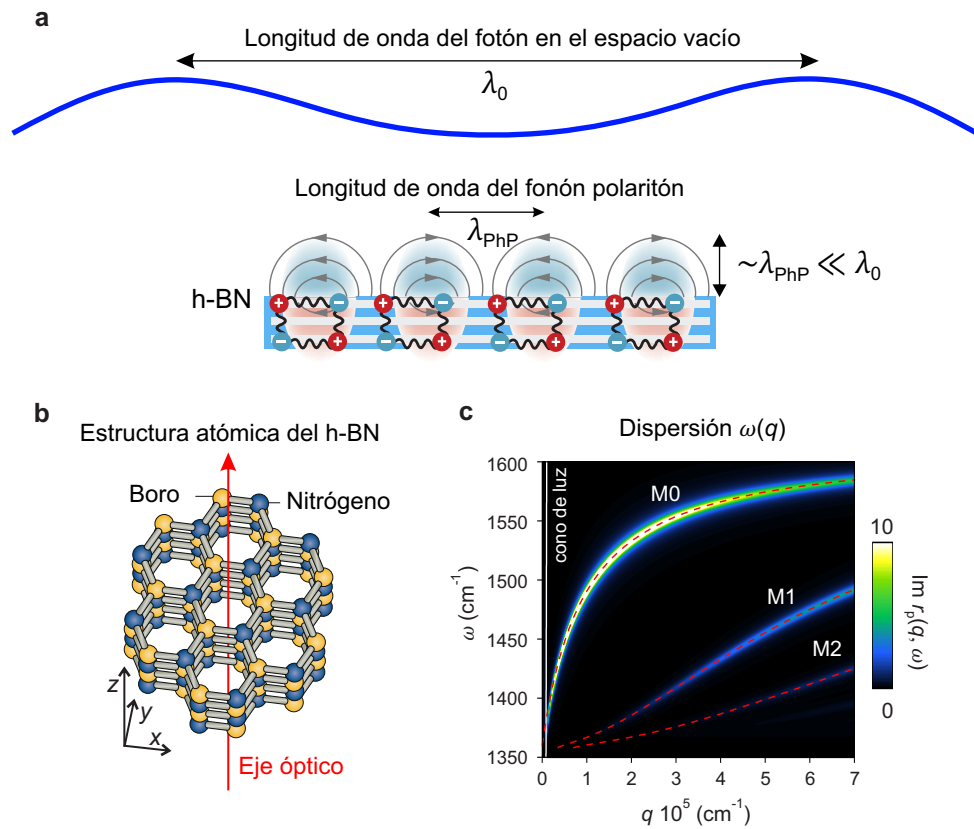 a
Longitud de onda del fotón en el espacio vacío
λ0
Longitud de onda del fonón polaritón
λPhP
~λPhP ≪ λ0
h-BN
+ − + − + − + −
− + − + − + − +
b
Estructura atómica del h-BN
Boro
Nitrógeno
z
y
x
Eje óptico
c
Dispersión ω(q)
1600
1550
1500
1450
1400
1350
ω (cm⁻¹)
cono de luz
M0
M1
M2
0 1 2 3 4 5 6 7
q 10⁵ (cm⁻¹)
10
0
Im rp(q, ω)